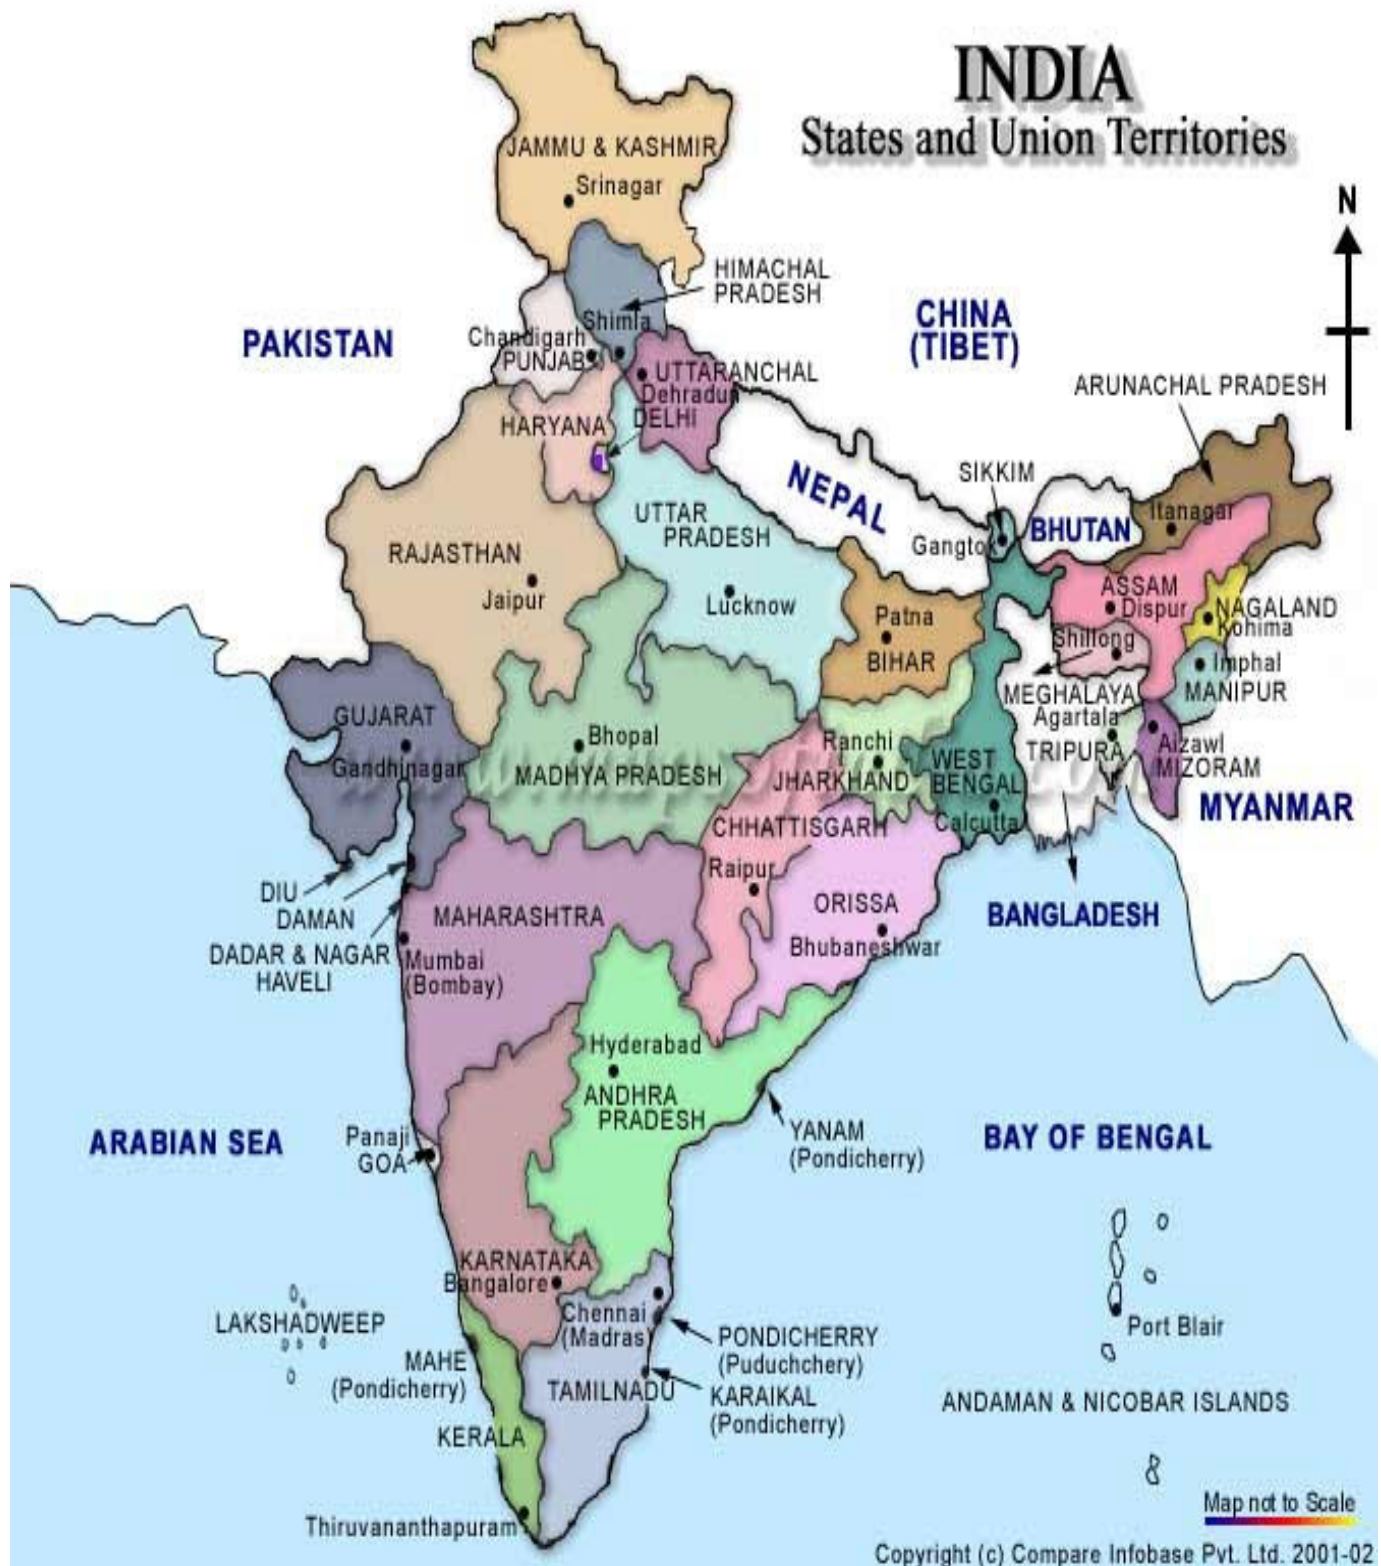 INDIA
States and Union Territories
N
JAMMU & KASHMIR
Srinagar
HIMACHAL
PRADESH
Shimla
PAKISTAN
CHINA
(TIBET)
Chandigarh
PUNJAB
UTTARANCHAL
Dehradun
DELHI
HARYANA
ARUNACHAL PRADESH
NEPAL
SIKKIM
Gangtok
BHUTAN
Itanagar
UTTAR
PRADESH
Lucknow
RAJASTHAN
Jaipur
ASSAM
Dispur
NAGALAND
Kohima
Patna
BIHAR
Shillong
MEGHALAYA
Imphal
MANIPUR
Agartala
TRIPURA
Aizawl
MIZORAM
MYANMAR
GUJARAT
Gandhinagar
Bhopal
MADHYA PRADESH
Ranchi
JHARKHAND
WEST
BENGAL
Calcutta
CHHATTISGARH
Raipur
DIU
DAMAN
DADAR & NAGAR
HAVELI
MAHARASHTRA
Mumbai
(Bombay)
ORISSA
Bhubaneshwar
BANGLADESH
Hyderabad
ANDHRA
PRADESH
YANAM
(Pondicherry)
ARABIAN SEA
BAY OF BENGAL
Panaji
GOA
KARNATAKA
Bangalore
LAKSHADWEEP
Chennai
(Madras)
PONDICHERRY
(Puduchchery)
MAHE
(Pondicherry)
TAMILNADU
KARAIKAL
(Pondicherry)
KERALA
Thiruvananthapuram
Port Blair
ANDAMAN & NICOBAR ISLANDS
Map not to Scale
Copyright (c) Compare Infobase Pvt. Ltd. 2001-02